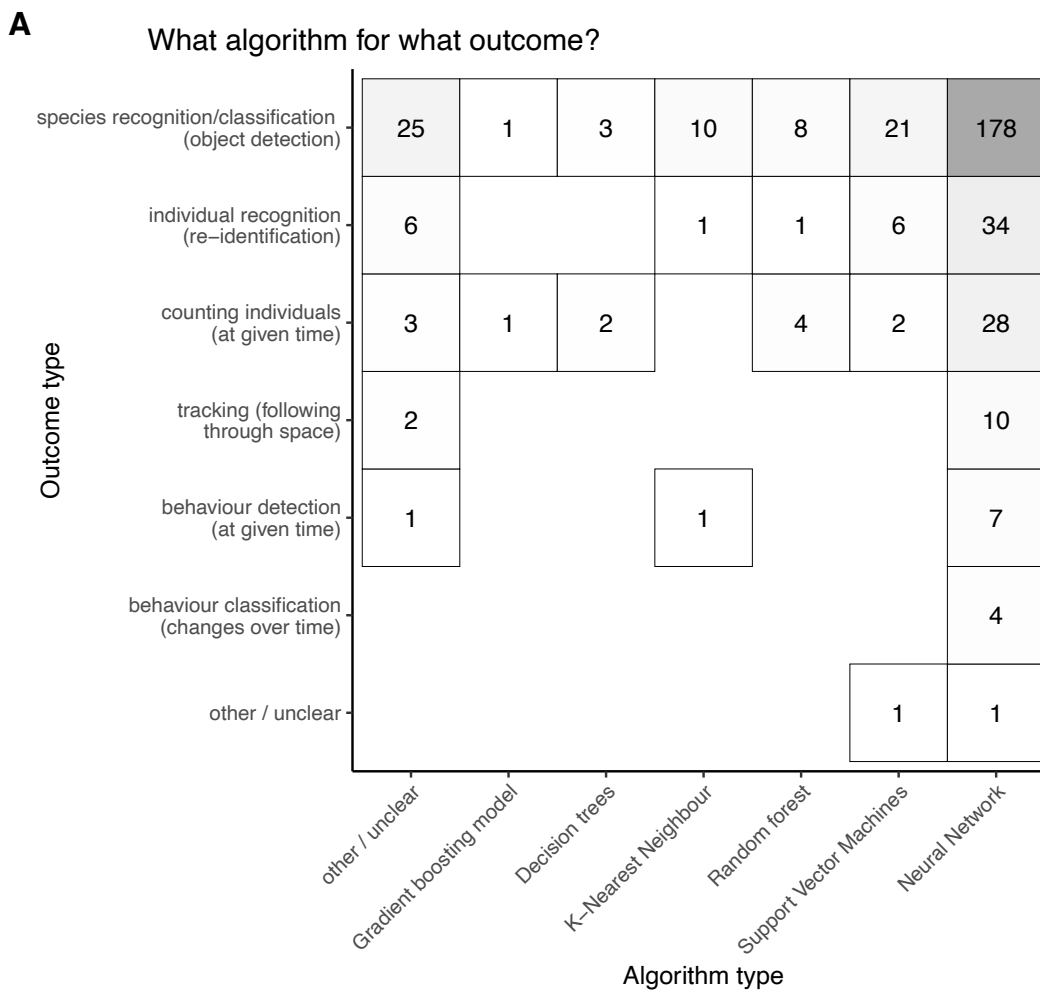 A
What algorithm for what outcome?
species recognition/classification
(object detection)
25 1 3 10 8 21 178
individual recognition
(re−identification)
6 1 1 6 34
counting individuals
(at given time)
3 1 2 4 2 28
tracking (following
through space)
2 10
behaviour detection
(at given time)
1 1 7
behaviour classification
(changes over time)
4
other / unclear
1 1
Outcome type
other / unclear
Gradient boosting model
Decision trees
K−Nearest Neighbour
Random forest
Support Vector Machines
Neural Network
Algorithm type